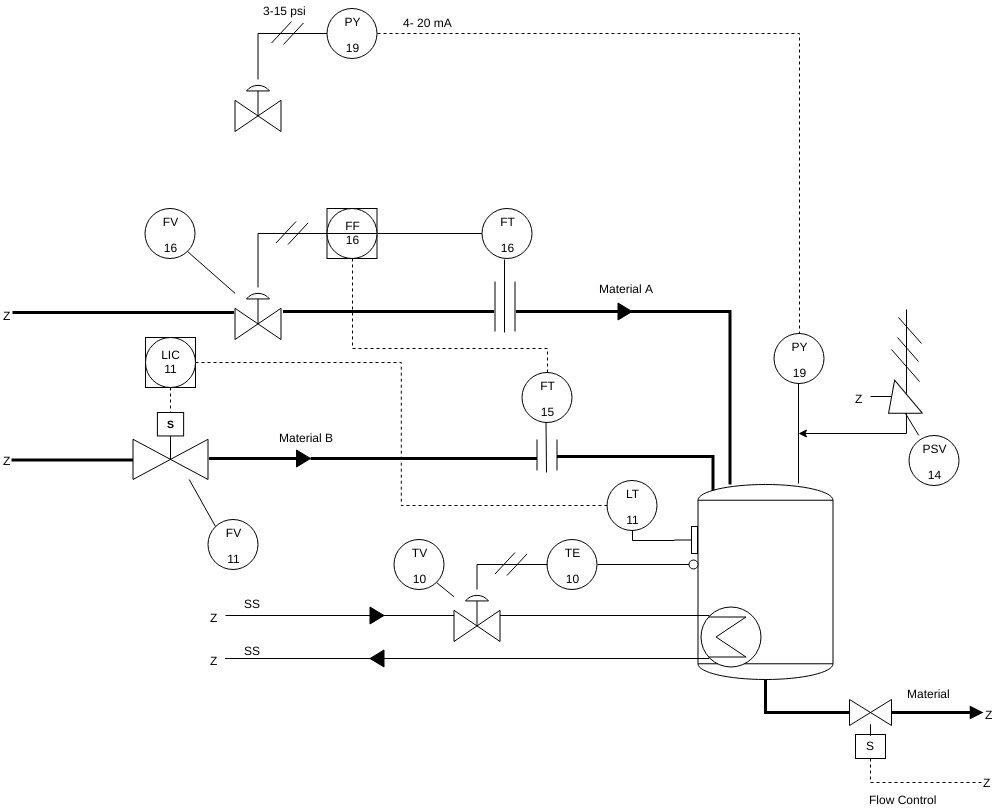 3-15 psi
PY
19
4- 20 mA
FV
16
FF
16
FT
16
Material A
Z
LIC
11
PY
19
Z
FT
15
S
Material B
Z
PSV
14
LT
11
FV
11
TV
10
TE
10
SS
Z
SS
Z
Material
Z
S
Z
Flow Control